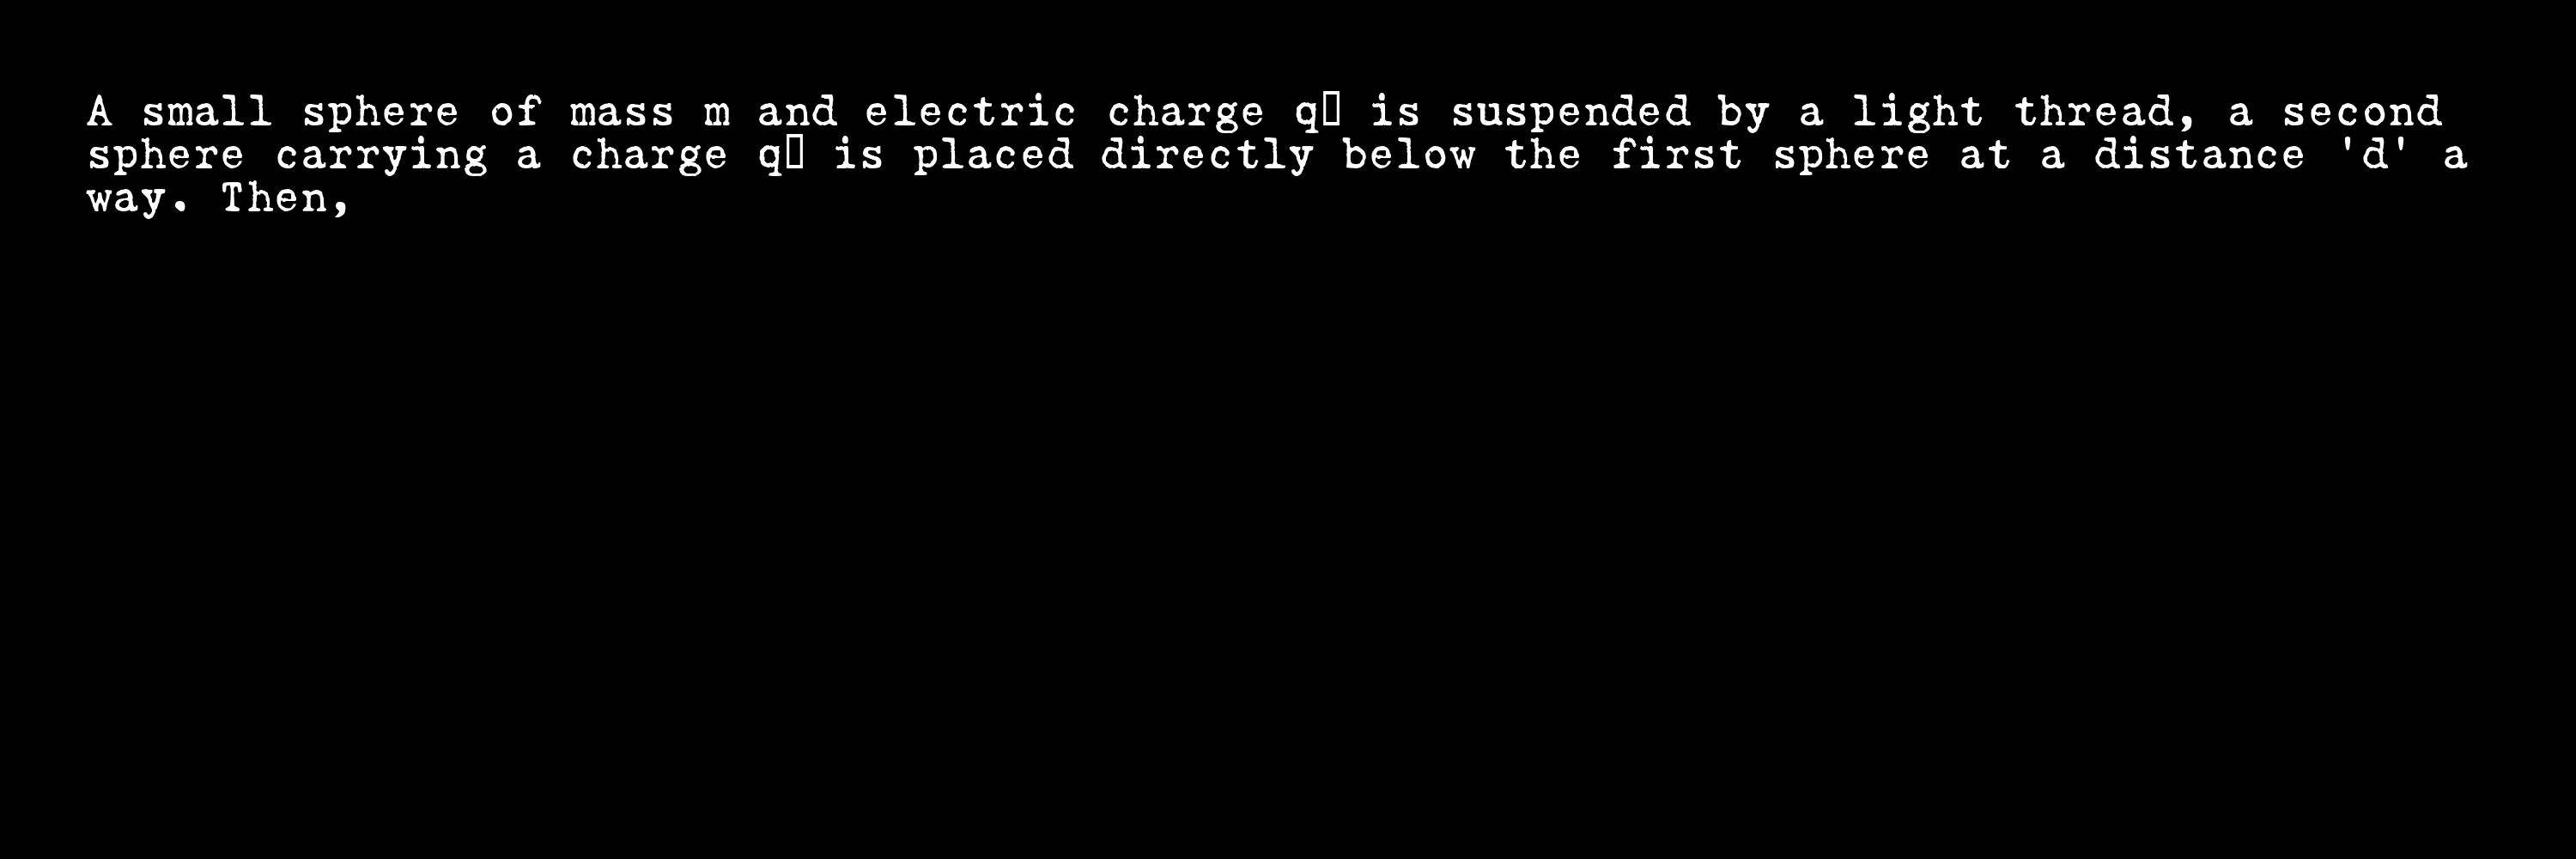 A small sphere of mass m and electric charge q▯ is suspended by a light thread, a second
sphere carrying a charge q▯ is placed directly below the first sphere at a distance 'd' a
way. Then,